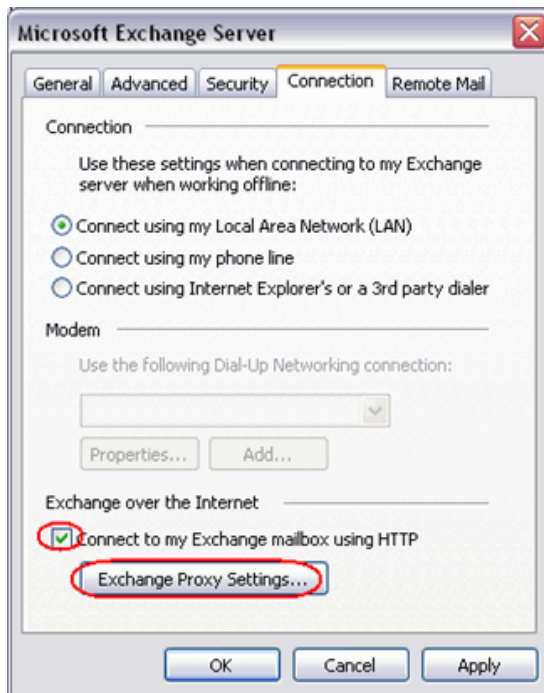 Microsoft Exchange Server
General Advanced Security Connection Remote Mail
Connection
Use these settings when connecting to my Exchange
server when working offline:
Connect using my Local Area Network (LAN)
Connect using my phone line
Connect using Internet Explorer's or a 3rd party dialer
Modem
Use the following Dial-Up Networking connection:
Properties... Add...
Exchange over the Internet
Connect to my Exchange mailbox using HTTP
Exchange Proxy Settings...
OK Cancel Apply